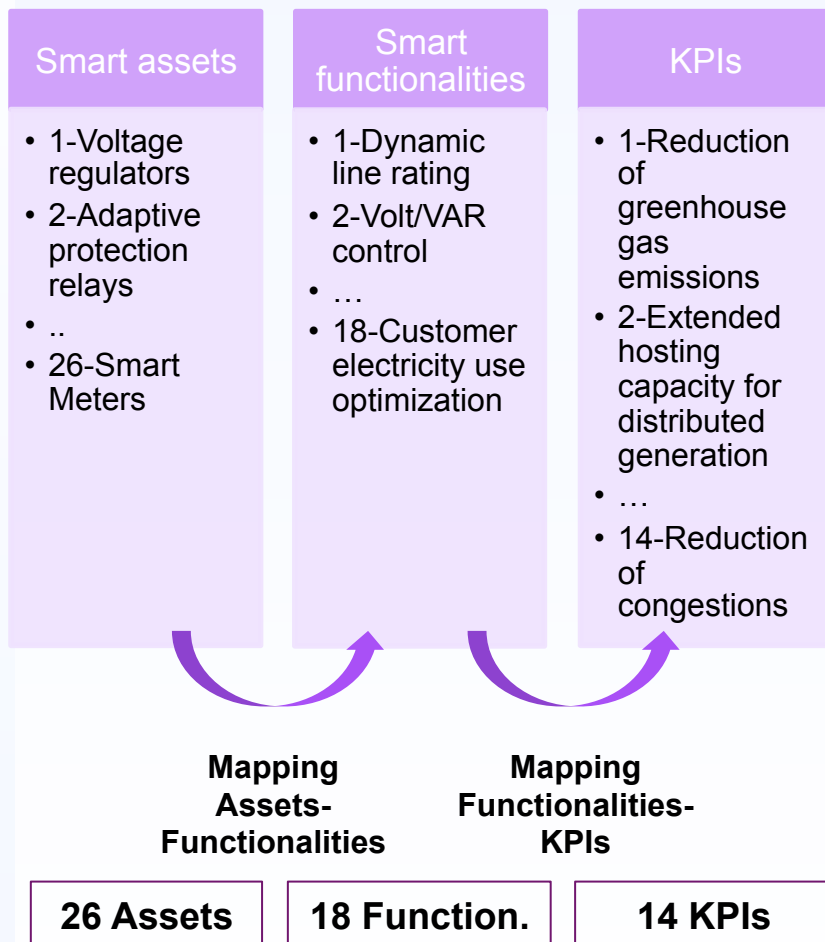 Smart assets
• 1-Voltage
regulators
• 2-Adaptive
protection
relays
• ..
• 26-Smart
Meters
Smart
functionalities
• 1-Dynamic
line rating
• 2-Volt/VAR
control
• …
• 18-Customer
electricity use
optimization
KPIs
• 1-Reduction
of
greenhouse
gas
emissions
• 2-Extended
hosting
capacity for
distributed
generation
• …
• 14-Reduction
of
congestions
Mapping
Assets-
Functionalities
Mapping
Functionalities-
KPIs
26 Assets
18 Function.
14 KPIs